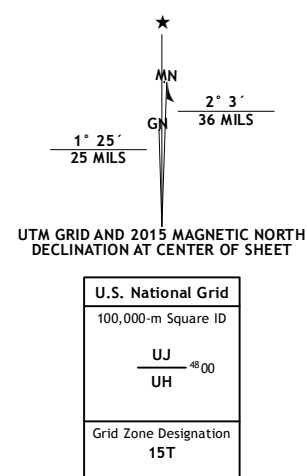 ★
MN
GN
2° 3´
36 MILS
1° 25´
25 MILS
UTM GRID AND 2015 MAGNETIC NORTH
DECLINATION AT CENTER OF SHEET
U.S. National Grid
100,000-m Square ID
UJ
4800
UH
Grid Zone Designation
15T